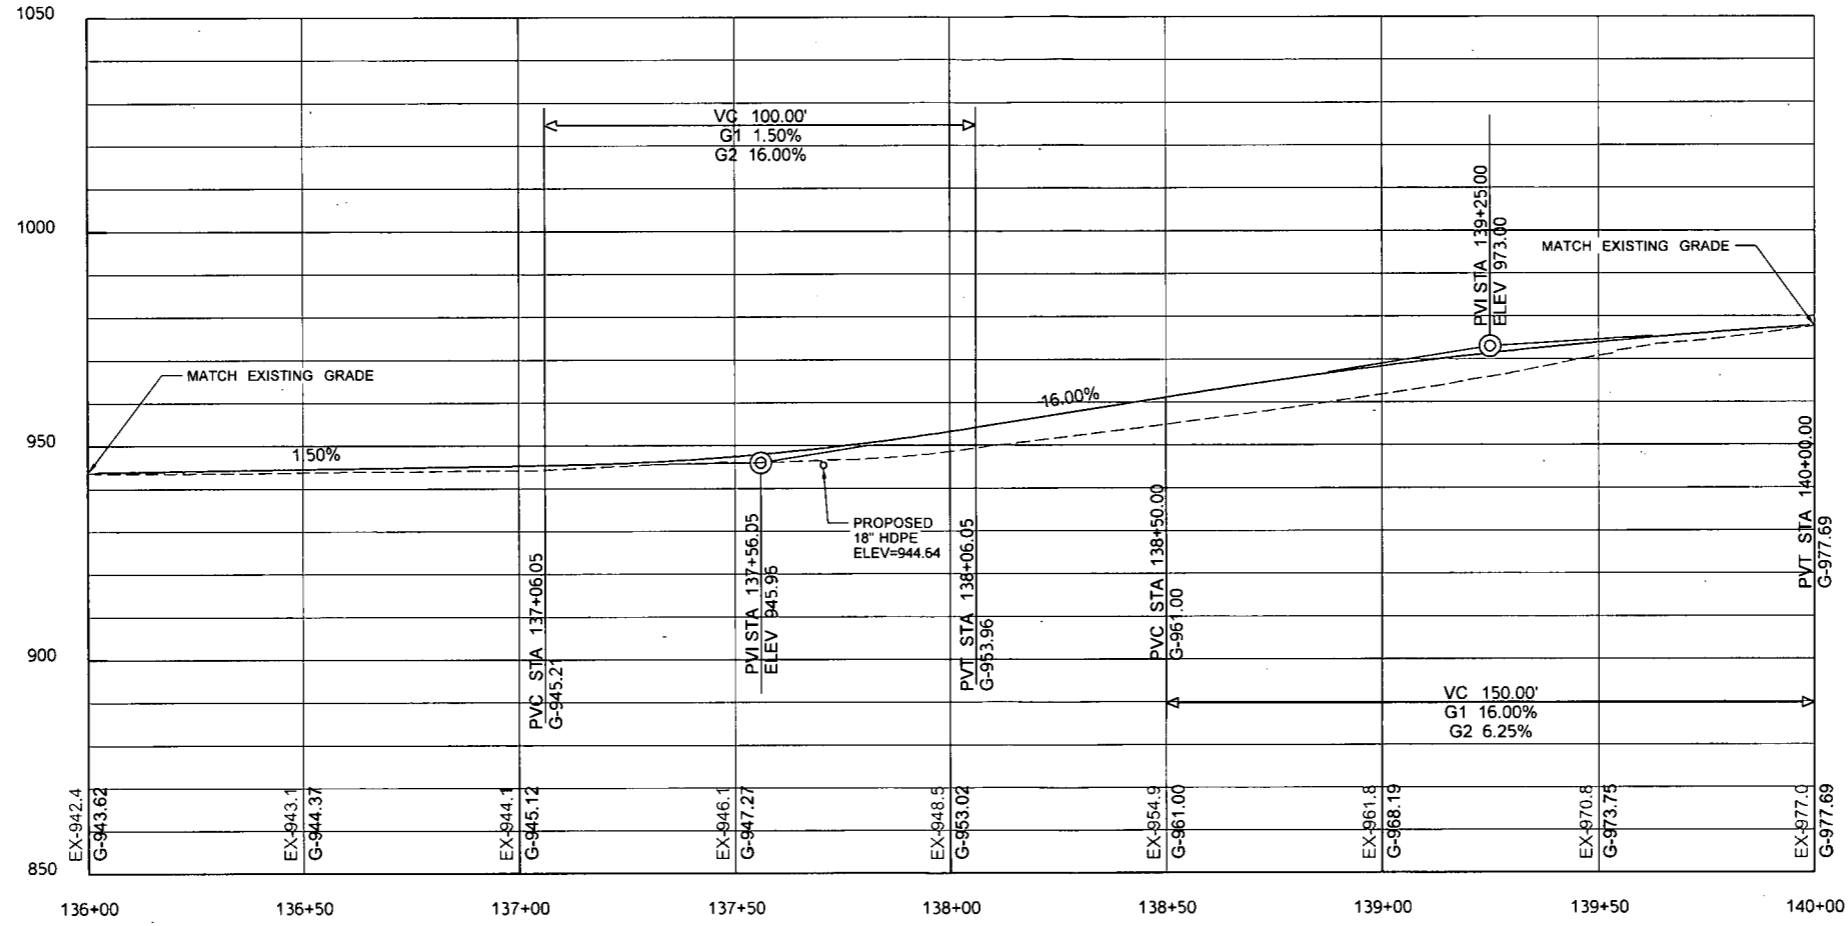 1050
1000
950
900
850
VC 100.00'
G1 1.50%
G2 16.00%
PVI STA 139+25.00
ELEV 973.00
MATCH EXISTING GRADE
MATCH EXISTING GRADE
1.50%
16.00%
PROPOSED
18" HDPE
ELEV=944.64
PVC STA 137+06.05
G-945.21
PVI STA 137+56.05
ELEV 945.96
PVT STA 138+06.05
G-953.96
PVC STA 138+50.00
G-961.00
PVT STA 140+00.00
G-977.69
VC 150.00'
G1 16.00%
G2 6.25%
EX-942.4
G-943.62
EX-943.1
G-944.37
EX-944.1
G-945.12
EX-946.1
G-947.27
EX-948.5
G-953.02
EX-954.9
G-961.00
EX-961.8
G-968.19
EX-970.8
G-973.75
EX-977.0
G-977.69
136+00
136+50
137+00
137+50
138+00
138+50
139+00
139+50
140+00